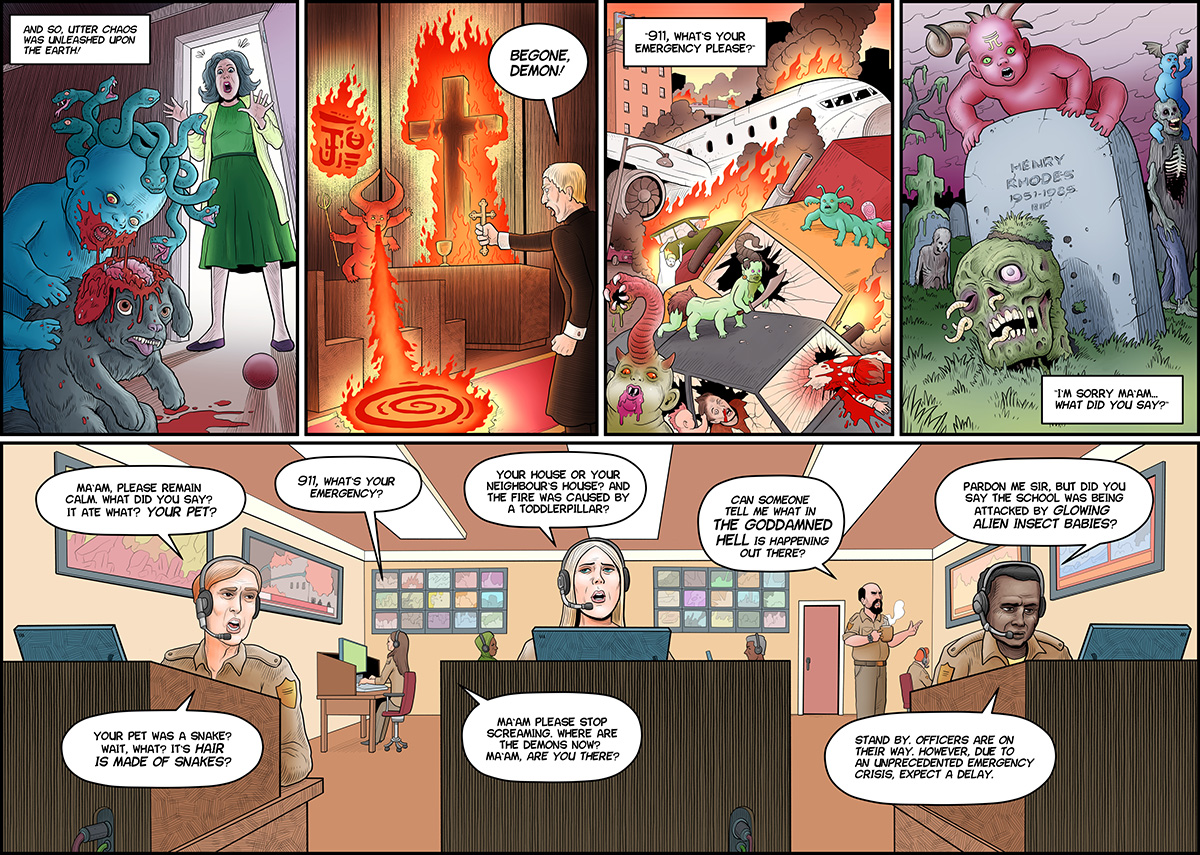 AND SO, UTTER CHAOS
WAS UNLEASHED UPON
THE EARTH!
BEGONE,
DEMON!
"911, WHAT'S YOUR
EMERGENCY PLEASE?"
HENRY
RHODES
1951-1985
RIP
"I'M SORRY MA'AM...
WHAT DID YOU SAY?"
MA'AM, PLEASE REMAIN
CALM. WHAT DID YOU SAY?
IT ATE WHAT? YOUR PET?
911, WHAT'S YOUR
EMERGENCY?
YOUR HOUSE OR YOUR
NEIGHBOUR'S HOUSE? AND
THE FIRE WAS CAUSED BY
A TODDLERPILLAR?
CAN SOMEONE
TELL ME WHAT IN
THE GODDAMNED
HELL IS HAPPENING
OUT THERE?
PARDON ME SIR, BUT DID YOU
SAY THE SCHOOL WAS BEING
ATTACKED BY GLOWING
ALIEN INSECT BABIES?
YOUR PET WAS A SNAKE?
WAIT, WHAT? IT'S HAIR
IS MADE OF SNAKES?
MA'AM PLEASE STOP
SCREAMING. WHERE ARE
THE DEMONS NOW?
MA'AM, ARE YOU THERE?
STAND BY. OFFICERS ARE ON
THEIR WAY. HOWEVER, DUE TO
AN UNPRECEDENTED EMERGENCY
CRISIS, EXPECT A DELAY.